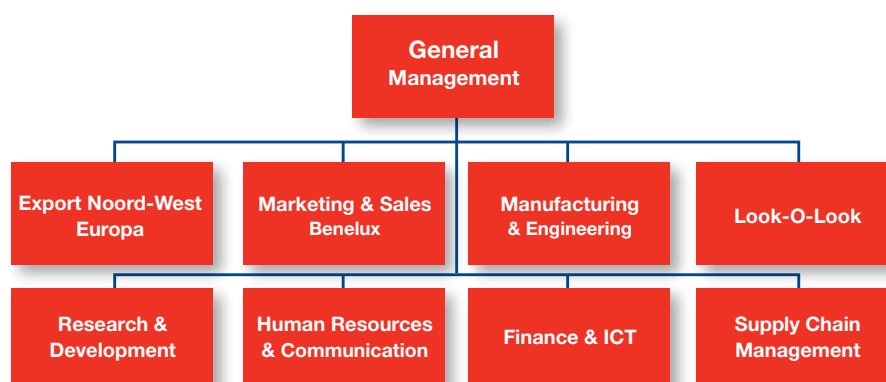 General
Management
Export Noord-West
Europa
Marketing & Sales
Benelux
Manufacturing
& Engineering
Look-O-Look
Research &
Development
Human Resources
& Communication
Finance & ICT
Supply Chain
Management